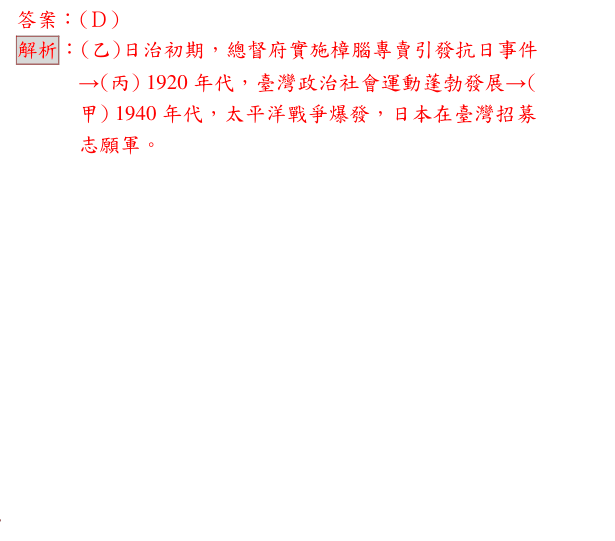 答案：(Ｄ)
解析：(乙)日治初期，總督府實施樟腦專賣引發抗日事件
→(丙) 1920 年代，臺灣政治社會運動蓬勃發展→(
甲) 1940 年代，太平洋戰爭爆發，日本在臺灣招募
志願軍。